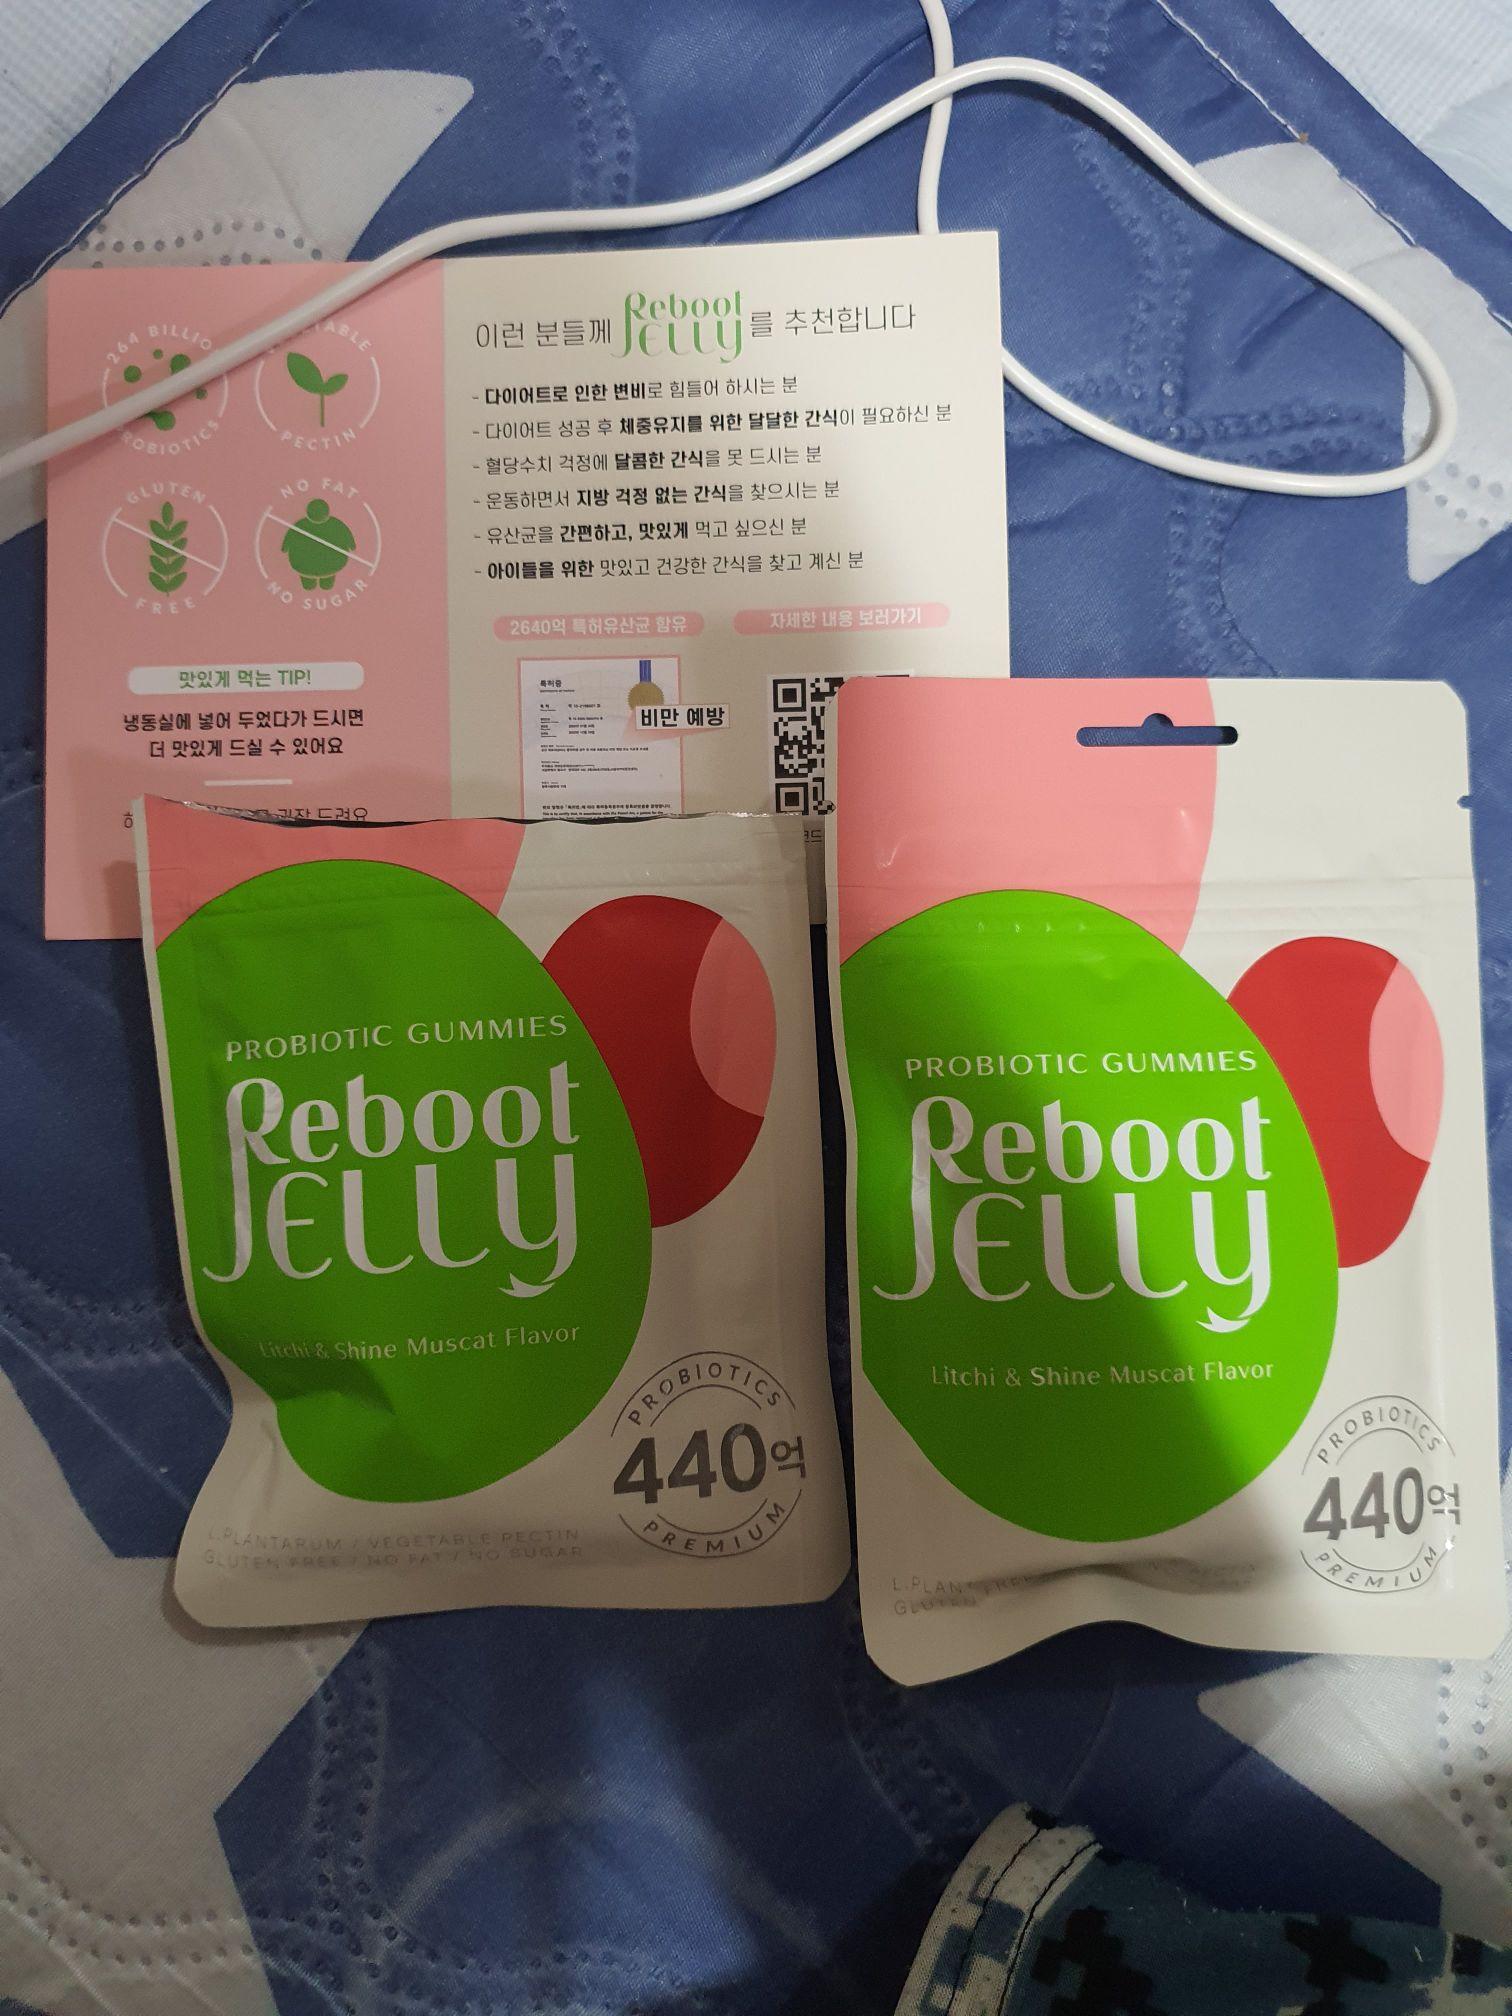 264 BILLIO
PROBIOTICS
TABLE
PECTIN
GLUTEN
FREE
NO FAT
NO SUGAR
맛있게 먹는 TIP!
냉동실에 넣어 두었다가 드시면
더 맛있게 드실 수 있어요
이런 분들께 Reboot JELLY를 추천합니다
- 다이어트로 인한 변비로 힘들어 하시는 분
- 다이어트 성공 후 체중유지를 위한 달달한 간식이 필요하신 분
- 혈당수치 걱정에 달콤한 간식을 못 드시는 분
- 운동하면서 지방 걱정 없는 간식을 찾으시는 분
- 유산균을 간편하고, 맛있게 먹고 싶으신 분
- 아이들을 위한 맛있고 건강한 간식을 찾고 계신 분
2640억 특허유산균 함유
자세한 내용 보러가기
특허증
비만 예방
PROBIOTIC GUMMIES
Reboot
JELLY
Litchi & Shine Muscat Flavor
PROBIOTICS
440억
PREMIUM
L.PLANTARUM / VEGETABLE PECTIN
GLUTEN FREE / NO FAT / NO SUGAR
PROBIOTIC GUMMIES
Reboot
JELLY
Litchi & Shine Muscat Flavor
PROBIOTICS
440억
PREMIUM
L.PLAN
GLUTEN